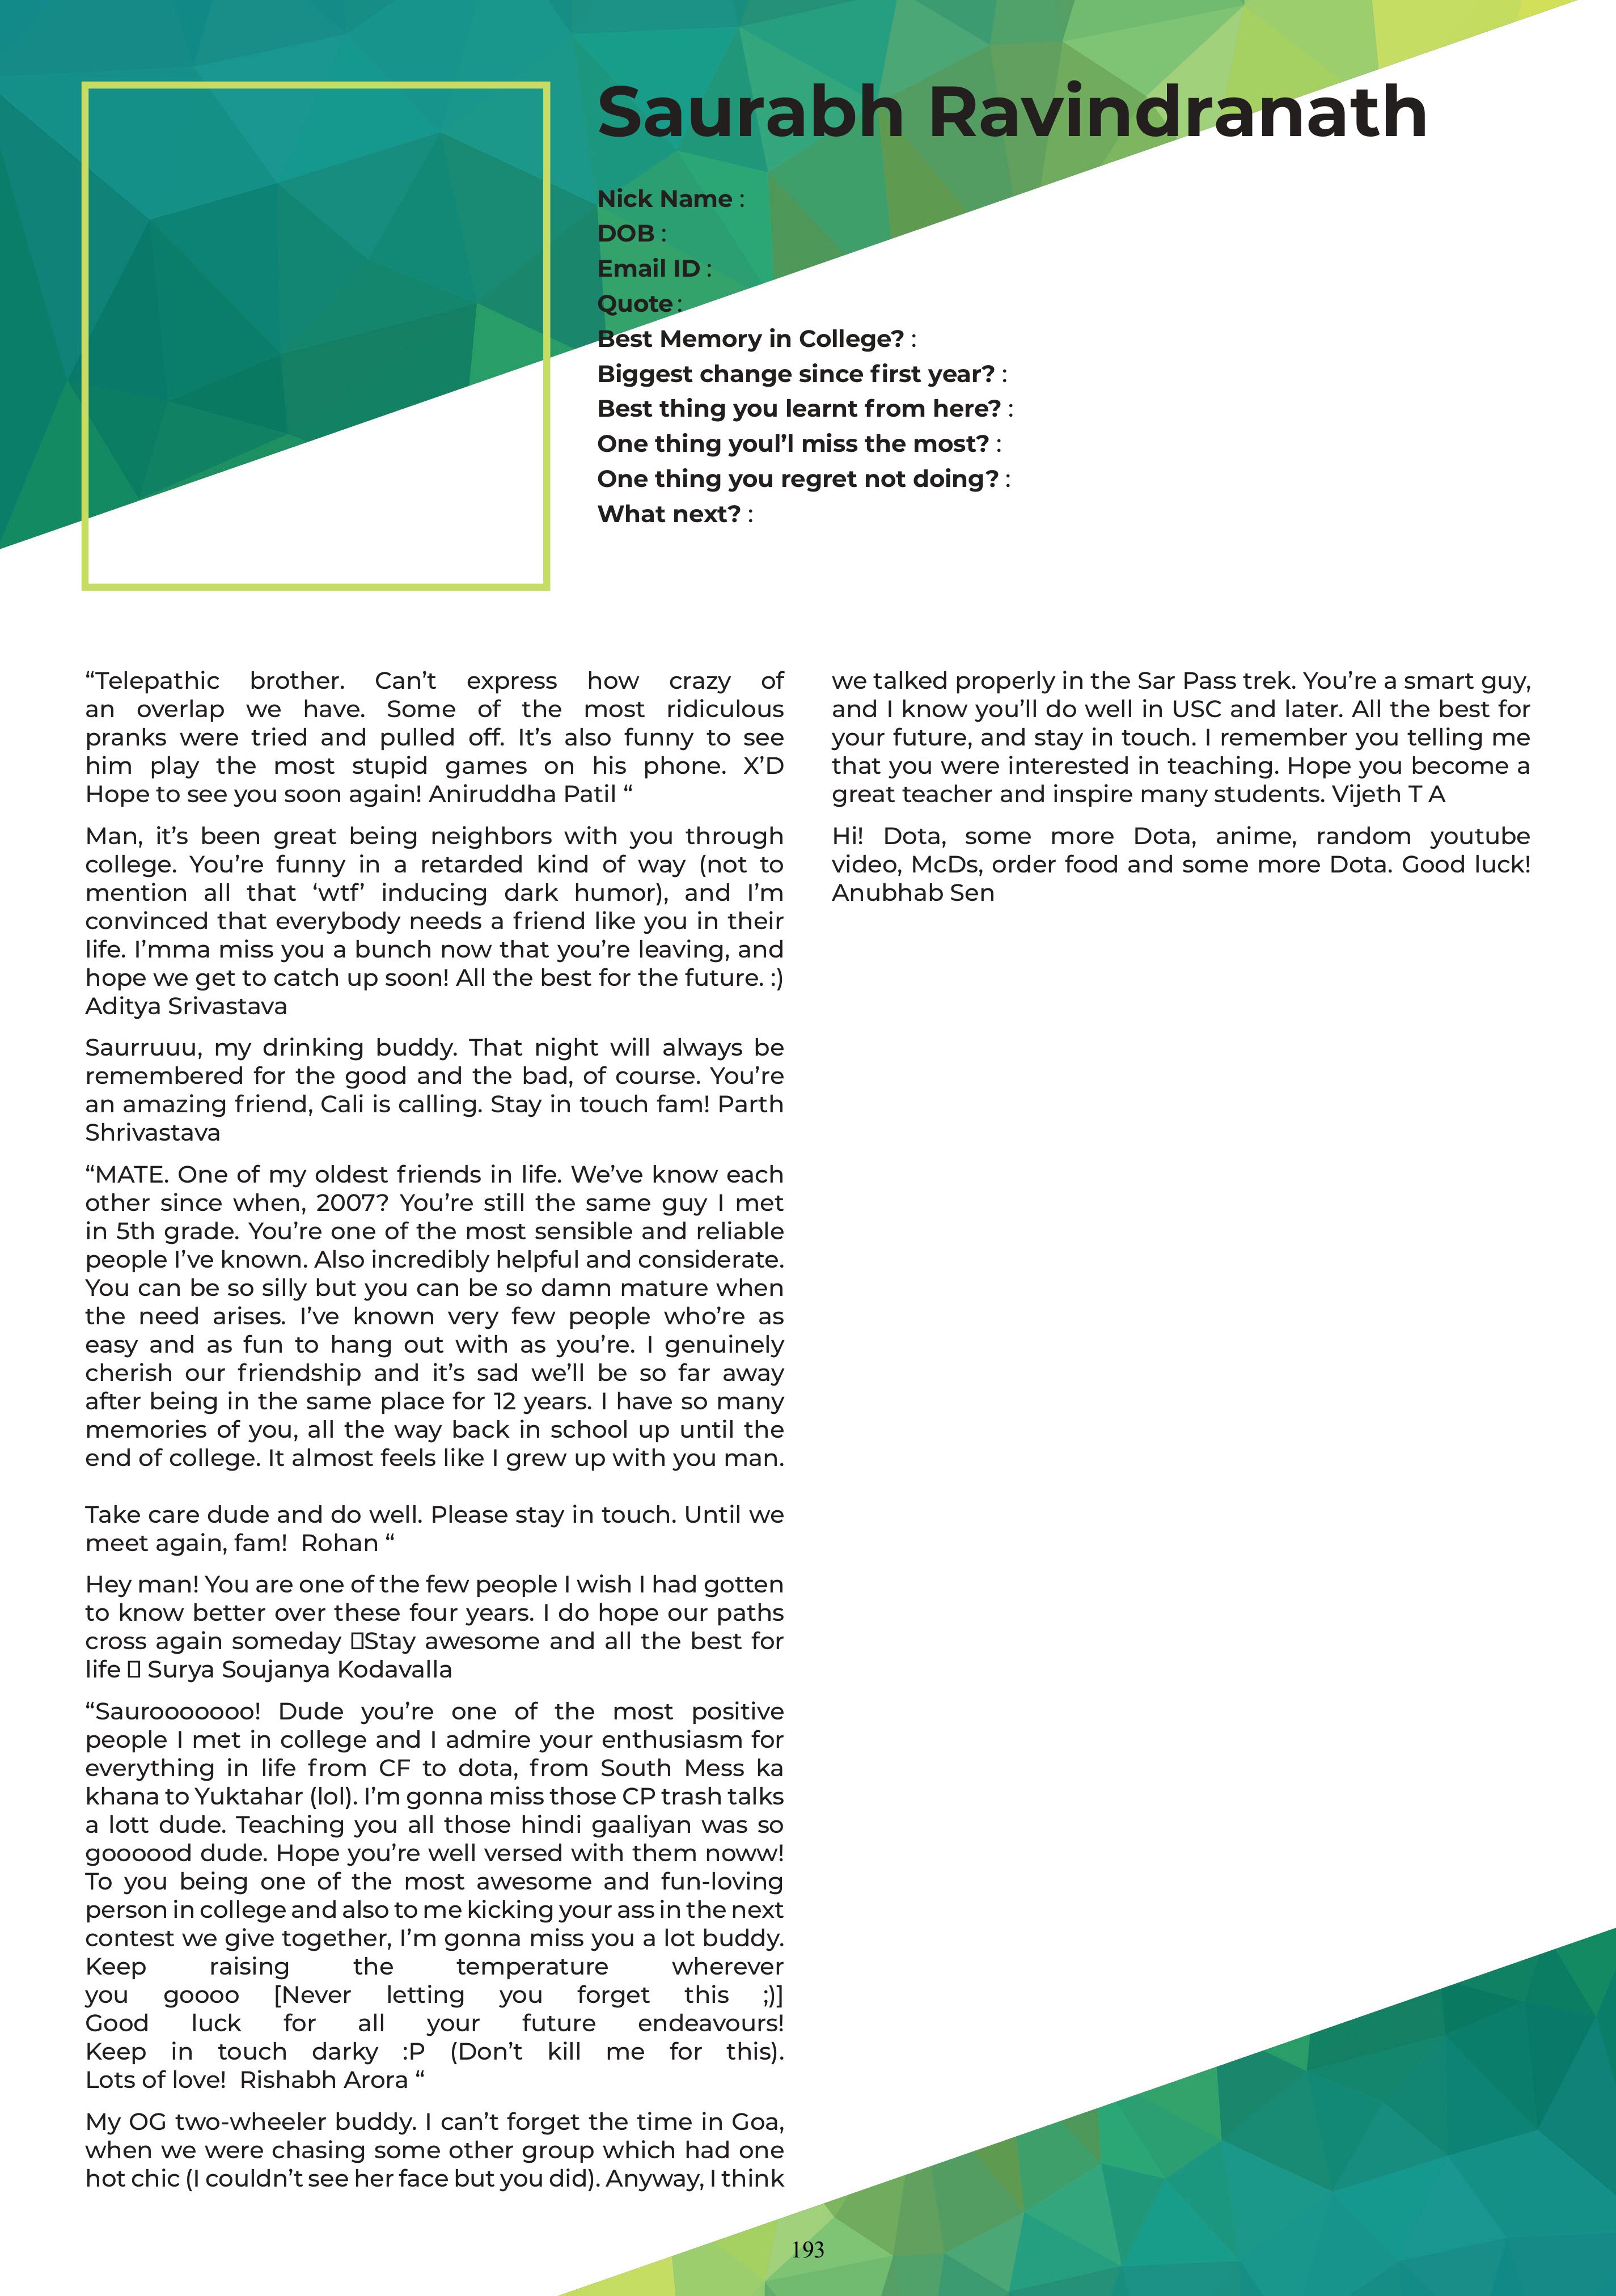 Saurabh Ravindranath
Nick Name :
DOB :
Email ID :
Quote :
Best Memory in College? :
Biggest change since first year? :
Best thing you learnt from here? :
One thing youl’l miss the most? :
One thing you regret not doing? :
What next? :
“Telepathic brother. Can’t express how crazy of
an overlap we have. Some of the most ridiculous
pranks were tried and pulled off. It’s also funny to see
him play the most stupid games on his phone. X’D
Hope to see you soon again! Aniruddha Patil “
Man, it’s been great being neighbors with you through
college. You’re funny in a retarded kind of way (not to
mention all that ‘wtf’ inducing dark humor), and I’m
convinced that everybody needs a friend like you in their
life. I’mma miss you a bunch now that you’re leaving, and
hope we get to catch up soon! All the best for the future. :)
Aditya Srivastava
Saurruuu, my drinking buddy. That night will always be
remembered for the good and the bad, of course. You’re
an amazing friend, Cali is calling. Stay in touch fam! Parth
Shrivastava
“MATE. One of my oldest friends in life. We’ve know each
other since when, 2007? You’re still the same guy I met
in 5th grade. You’re one of the most sensible and reliable
people I’ve known. Also incredibly helpful and considerate.
You can be so silly but you can be so damn mature when
the need arises. I’ve known very few people who’re as
easy and as fun to hang out with as you’re. I genuinely
cherish our friendship and it’s sad we’ll be so far away
after being in the same place for 12 years. I have so many
memories of you, all the way back in school up until the
end of college. It almost feels like I grew up with you man.
Take care dude and do well. Please stay in touch. Until we
meet again, fam!  Rohan “
Hey man! You are one of the few people I wish I had gotten
to know better over these four years. I do hope our paths
cross again someday Stay awesome and all the best for
life Surya Soujanya Kodavalla
“Saurooooooo! Dude you’re one of the most positive
people I met in college and I admire your enthusiasm for
everything in life from CF to dota, from South Mess ka
khana to Yuktahar (lol). I’m gonna miss those CP trash talks
a lott dude. Teaching you all those hindi gaaliyan was so
goooood dude. Hope you’re well versed with them noww!
To you being one of the most awesome and fun-loving
person in college and also to me kicking your ass in the next
contest we give together, I’m gonna miss you a lot buddy.
Keep raising the temperature wherever
you goooo [Never letting you forget this ;)]
Good luck for all your future endeavours!
Keep in touch darky :P (Don’t kill me for this).
Lots of love!  Rishabh Arora “
My OG two-wheeler buddy. I can’t forget the time in Goa,
when we were chasing some other group which had one
hot chic (I couldn’t see her face but you did). Anyway, I think
we talked properly in the Sar Pass trek. You’re a smart guy,
and I know you’ll do well in USC and later. All the best for
your future, and stay in touch. I remember you telling me
that you were interested in teaching. Hope you become a
great teacher and inspire many students. Vijeth T A
Hi! Dota, some more Dota, anime, random youtube
video, McDs, order food and some more Dota. Good luck!
Anubhab Sen
193